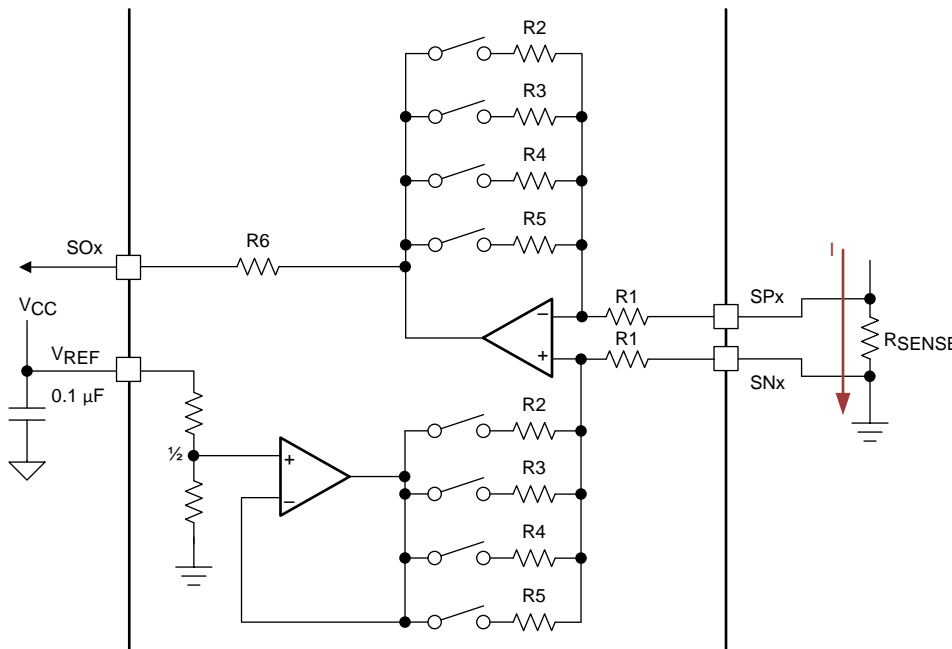 R2
R3
R4
R5
SOx
R6
VCC
VREF
0.1 µF
R1
SPx
I
RSENSE
R1
SNx
½
R2
R3
R4
R5